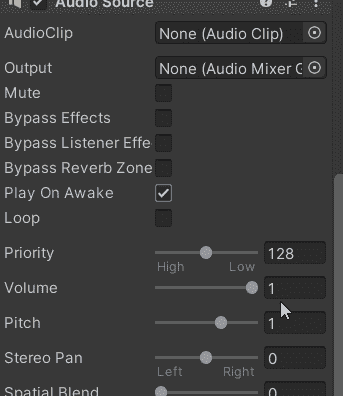 Audio Source
AudioClip
None (Audio Clip)
Output
None (Audio Mixer G
Mute
Bypass Effects
Bypass Listener Effe
Bypass Reverb Zone
Play On Awake
Loop
Priority
128
High Low
Volume
1
Pitch
1
Stereo Pan
0
Left Right
Spatial Blend
0